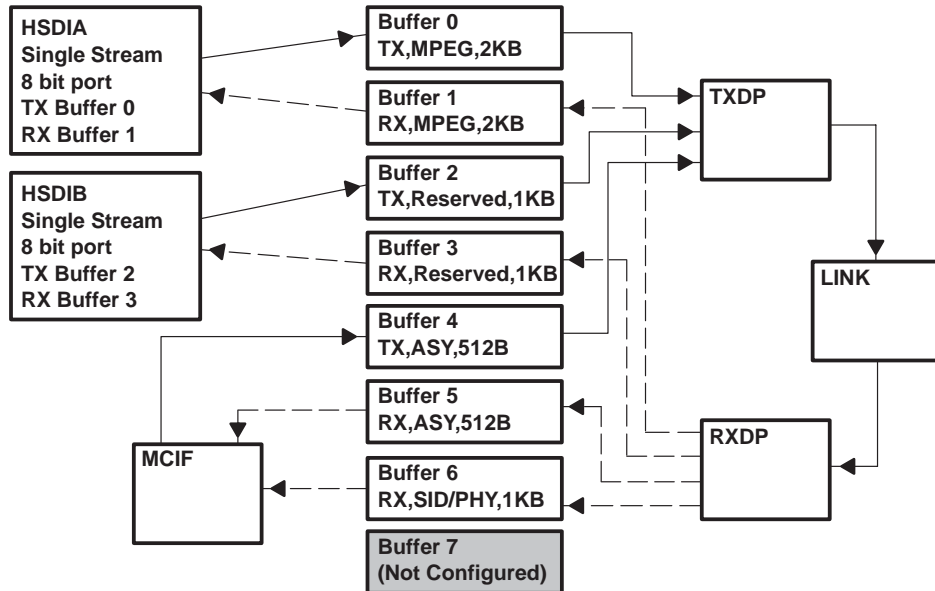 HSDIA
Single Stream
8 bit port
TX Buffer 0
RX Buffer 1
HSDIB
Single Stream
8 bit port
TX Buffer 2
RX Buffer 3
MCIF
Buffer 0
TX,MPEG,2KB
Buffer 1
RX,MPEG,2KB
Buffer 2
TX,Reserved,1KB
Buffer 3
RX,Reserved,1KB
Buffer 4
TX,ASY,512B
Buffer 5
RX,ASY,512B
Buffer 6
RX,SID/PHY,1KB
Buffer 7
(Not Configured)
TXDP
LINK
RXDP